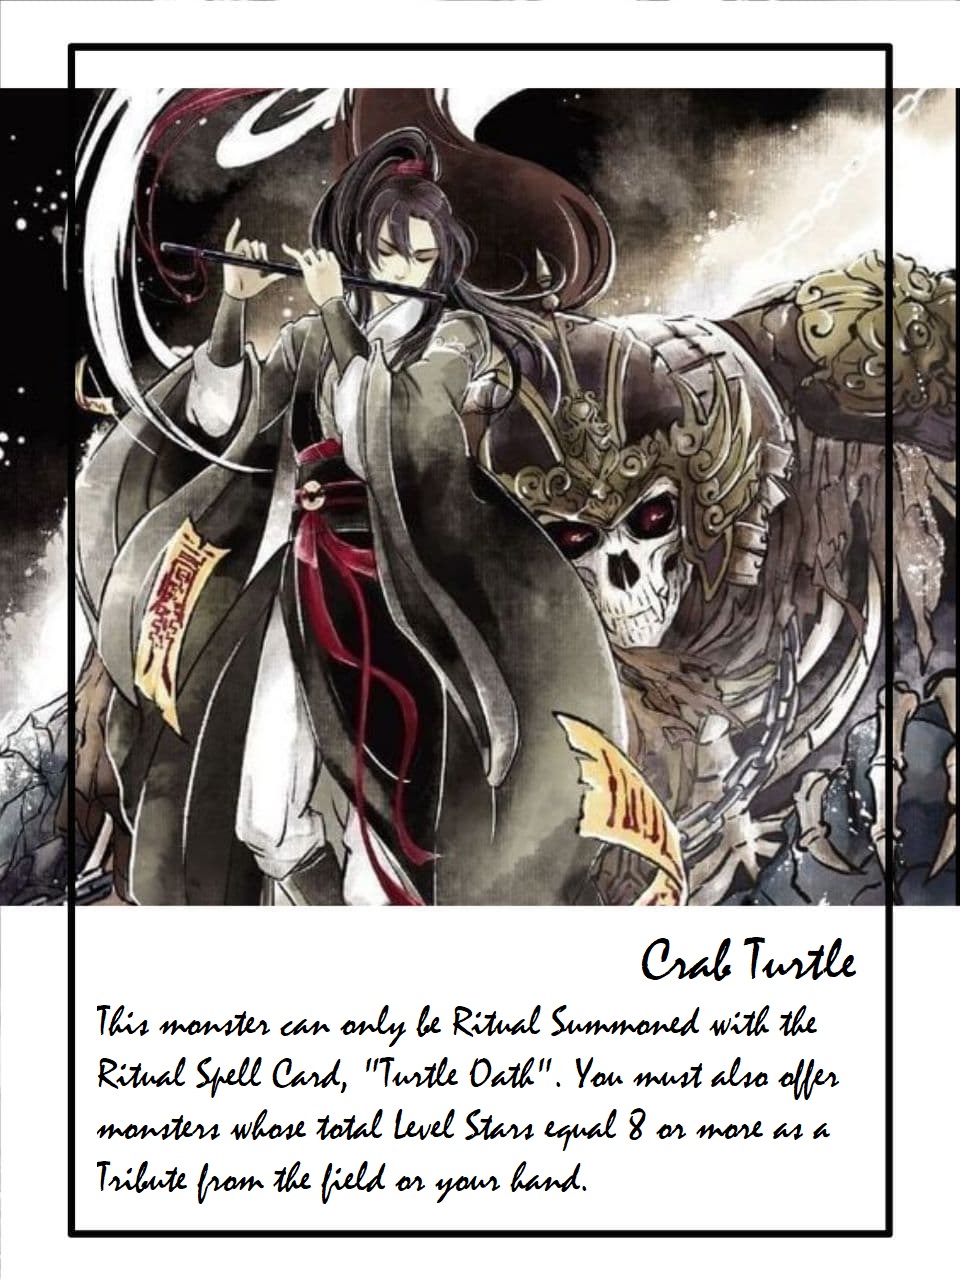 Crab Turtle
This monster can only be Ritual Summoned with the
Ritual Spell Card, "Turtle Oath". You must also offer
monsters whose total Level Stars equal 8 or more as a
Tribute from the field or your hand.